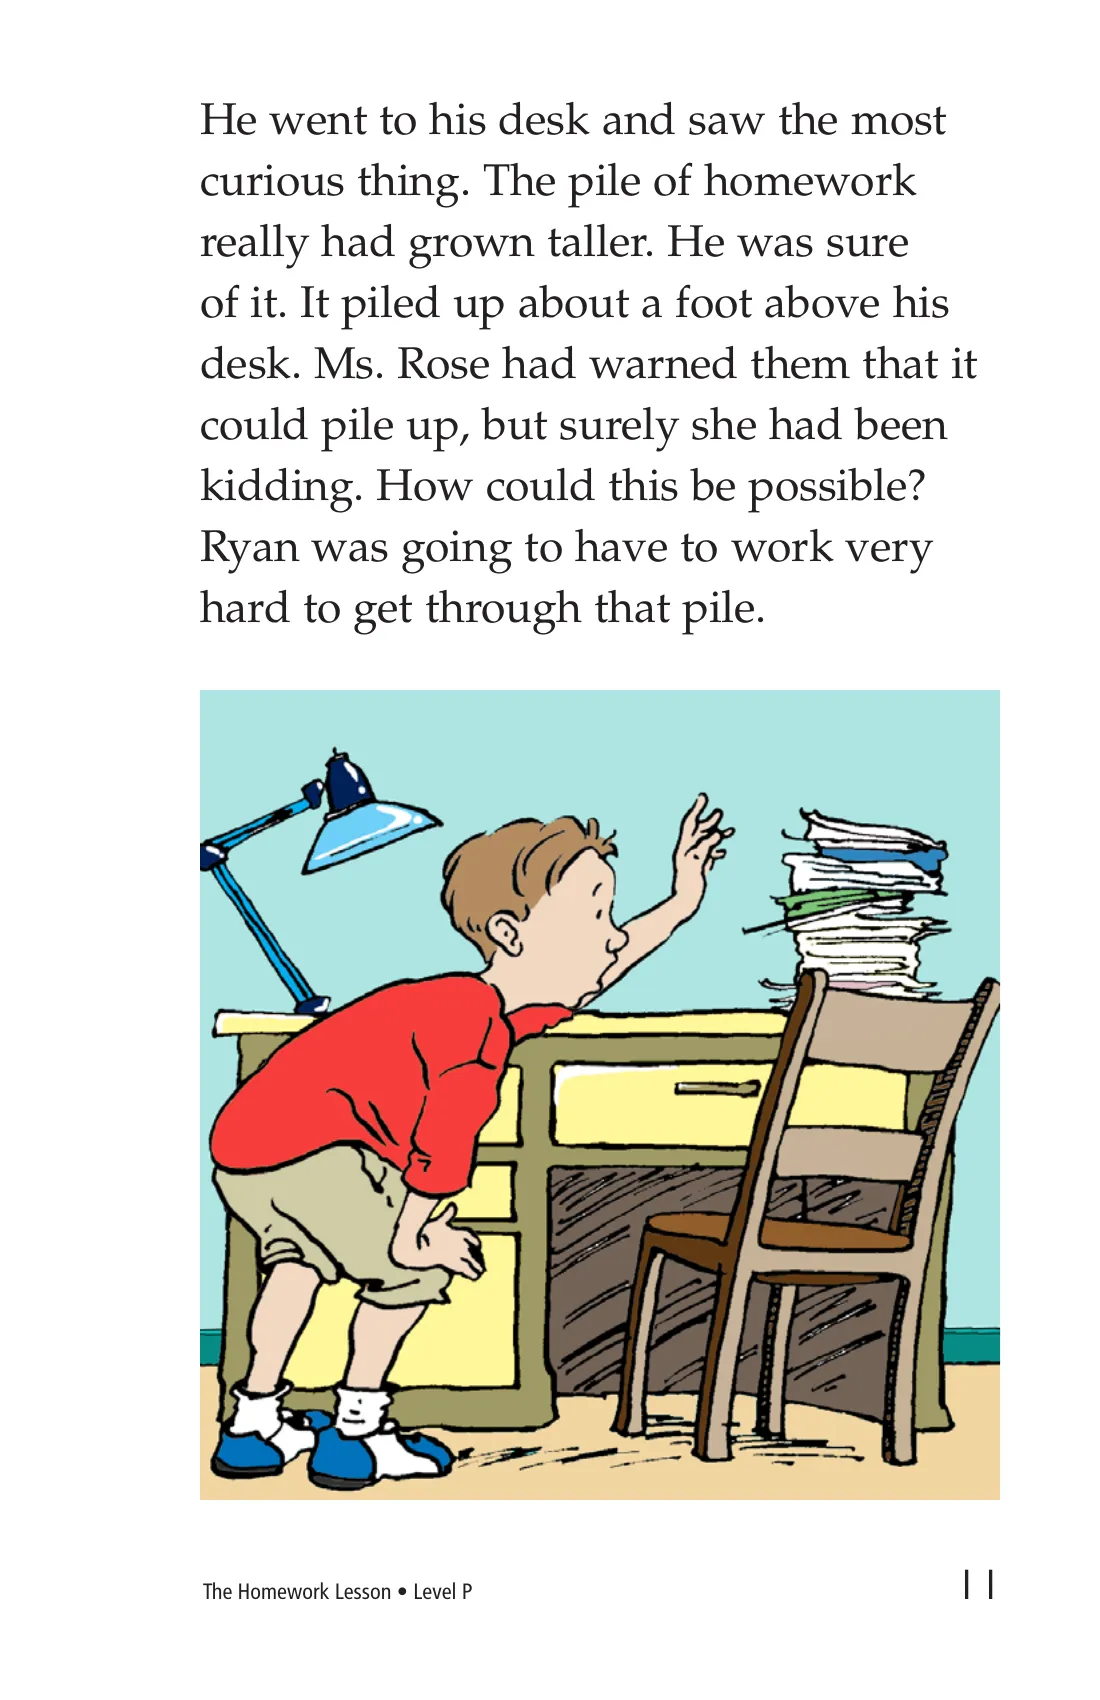 He went to his desk and saw the most
curious thing. The pile of homework
really had grown taller. He was sure
of it. It piled up about a foot above his
desk. Ms. Rose had warned them that it
could pile up, but surely she had been
kidding. How could this be possible?
Ryan was going to have to work very
hard to get through that pile.
The Homework Lesson • Level P
11